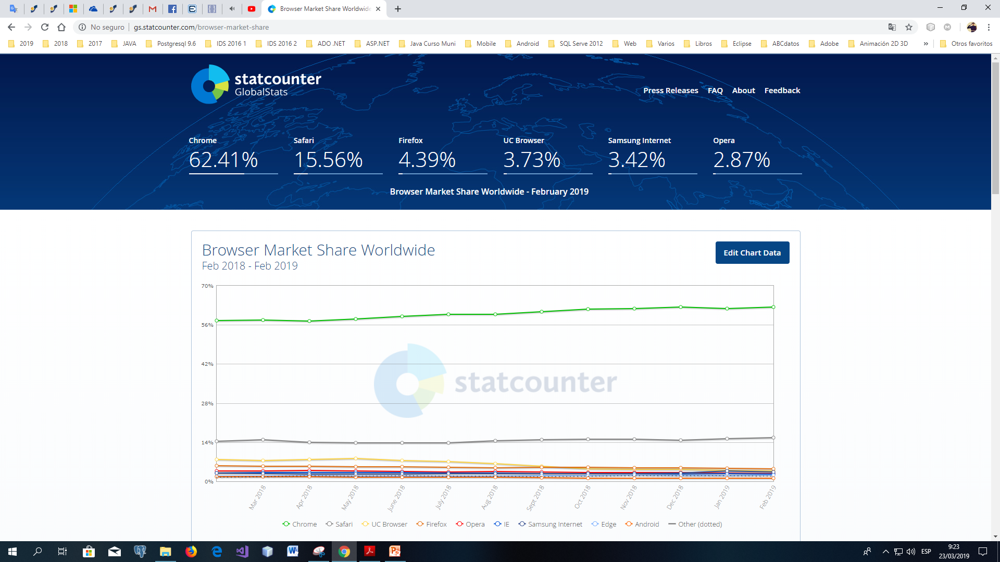 Browser Market Share Worldwide
No seguro
gs.statcounter.com/browser-market-share
2019 2018 2017 JAVA Postgresql 9.6 IDS 2016 1 IDS 2016 2 ADO .NET ASP.NET Java Curso Muni Mobile Android SQL Serve 2012 Web Varios Libros Eclipse ABCdatos Adobe Animación 2D 3D » Otros favoritos
statcounter
GlobalStats
Press Releases FAQ About Feedback
Chrome Safari Firefox UC Browser Samsung Internet Opera
62.41% 15.56% 4.39% 3.73% 3.42% 2.87%
Browser Market Share Worldwide - February 2019
Browser Market Share Worldwide
Edit Chart Data
Feb 2018 - Feb 2019
70%
56%
42%
statcounter
28%
14%
0%
Mar 2018 Apr 2018 May 2018 June 2018 July 2018 Aug 2018 Sept 2018 Oct 2018 Nov 2018 Dec 2018 Jan 2019 Feb 2019
Chrome Safari UC Browser Firefox Opera IE Samsung Internet Edge Android Other (dotted)
ESP
9:23
23/03/2019